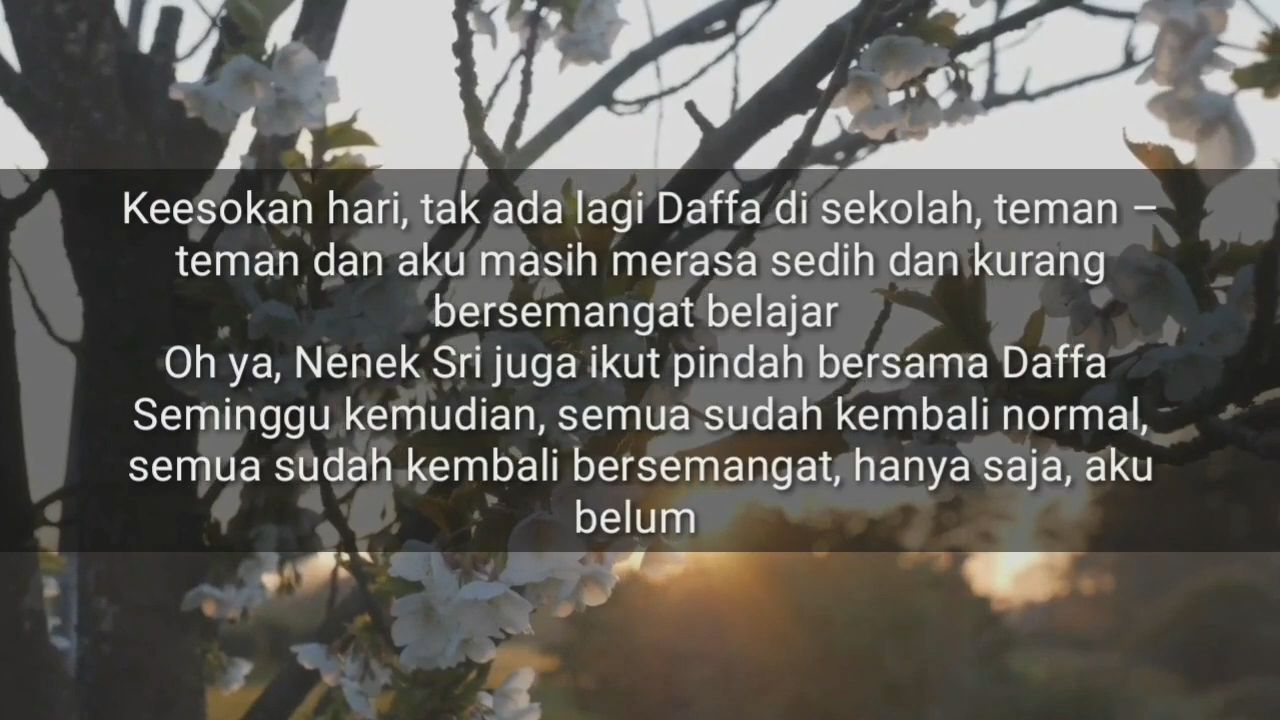 Keesokan hari, tak ada lagi Daffa di sekolah, teman –
teman dan aku masih merasa sedih dan kurang
bersemangat belajar
Oh ya, Nenek Sri juga ikut pindah bersama Daffa
Seminggu kemudian, semua sudah kembali normal,
semua sudah kembali bersemangat, hanya saja, aku
belum